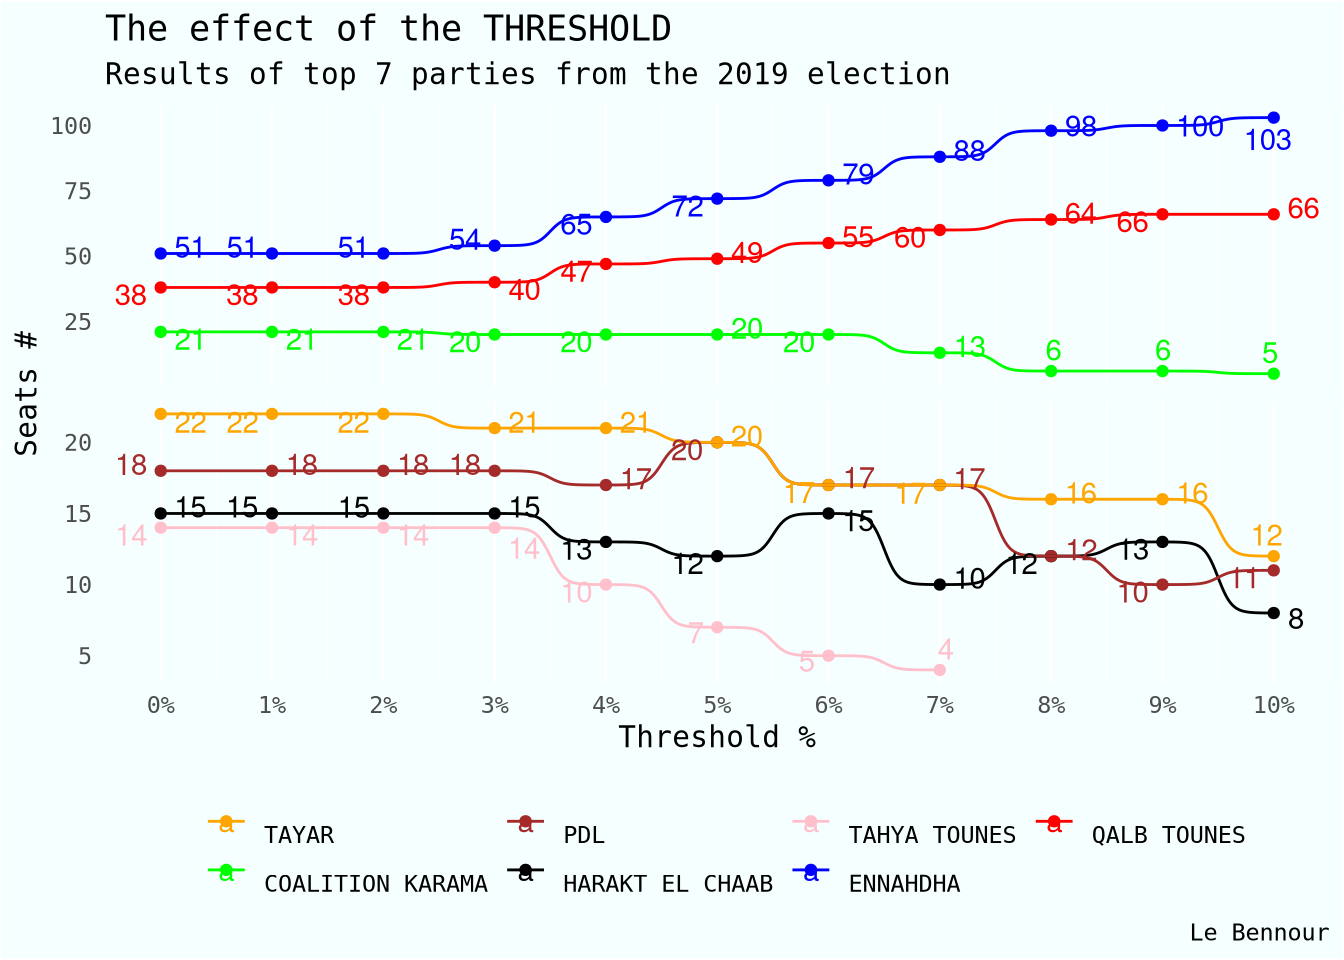 The effect of the THRESHOLD
Results of top 7 parties from the 2019 election
Seats #
100
75
50
25
51 51 51 54 65 72 79 88 98 100 103
38 38 38 40 47 49 55 60 64 66 66
21 21 21 20 20 20 20 13 6 6 5
20
15
10
5
22 22 22 21 21 20 17 17 16 16 12
18 18 18 18 17 20 17 17 12 10 11
15 15 15 15 13 12 15 10 12 13 8
14 14 14 14 10 7 5 4
0% 1% 2% 3% 4% 5% 6% 7% 8% 9% 10%
Threshold %
a TAYAR a PDL a TAHYA TOUNES a QALB TOUNES
a COALITION KARAMA a HARAKT EL CHAAB a ENNAHDHA
Le Bennour